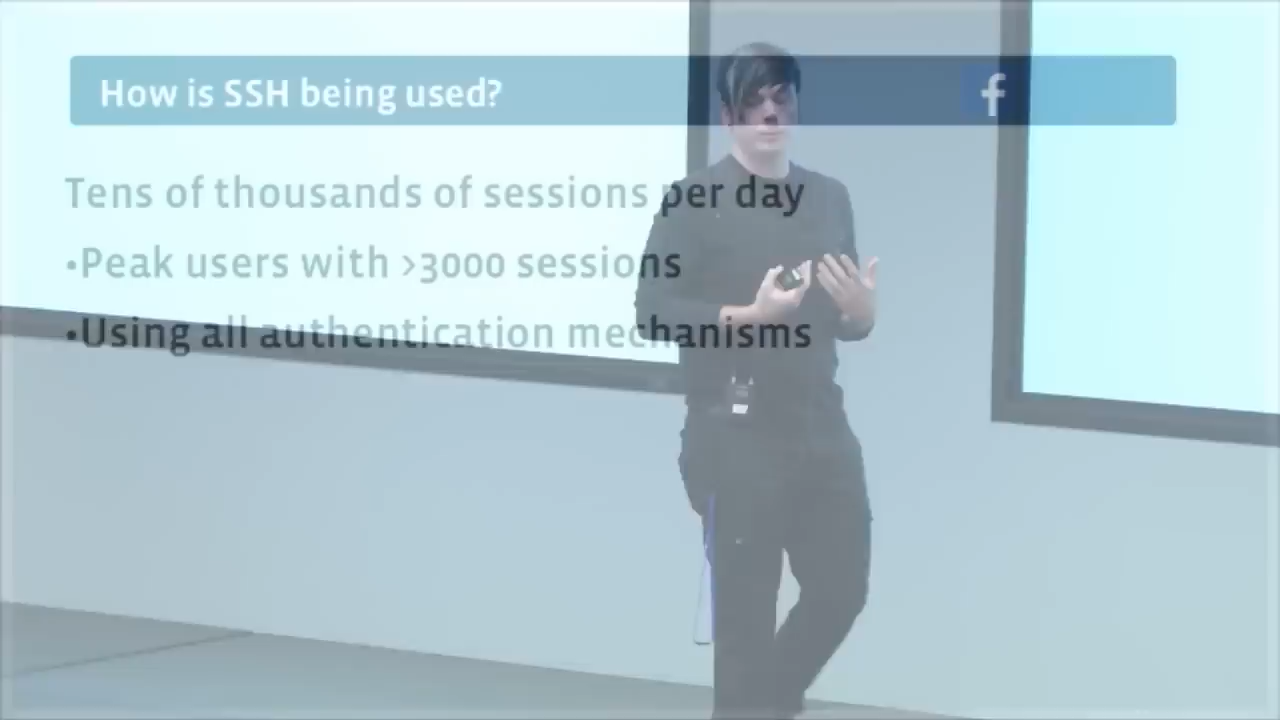 How is SSH being used?
f
Tens of thousands of sessions per day
•Peak users with >3000 sessions
•Using all authentication mechanisms